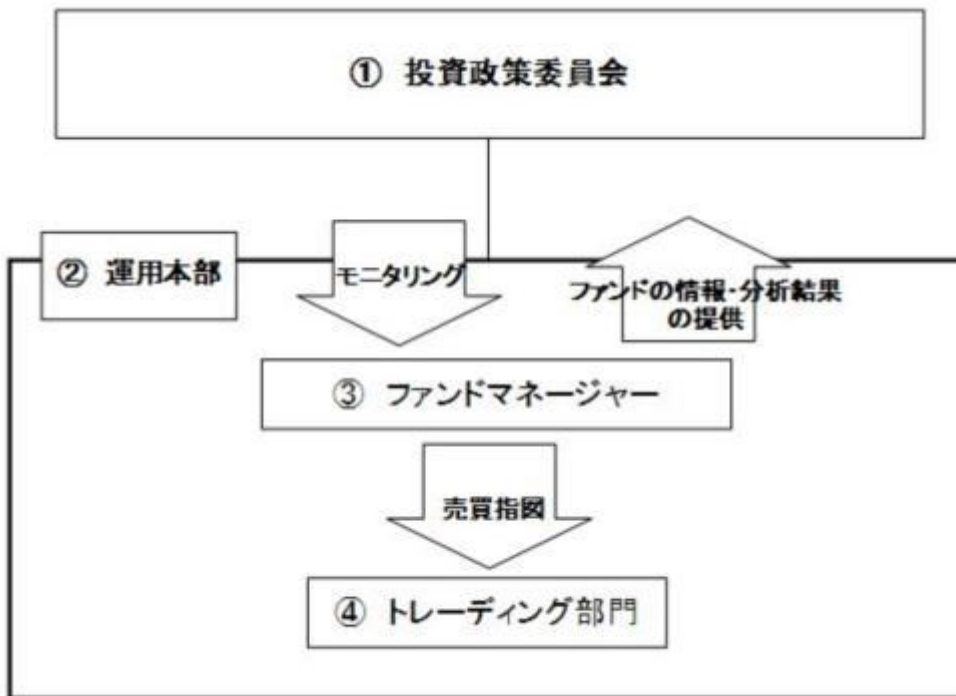 ① 投資政策委員会
② 運用本部
モニタリング
ファンドの情報・分析結果
の提供
③ ファンドマネージャー
売買指図
④ トレーディング部門